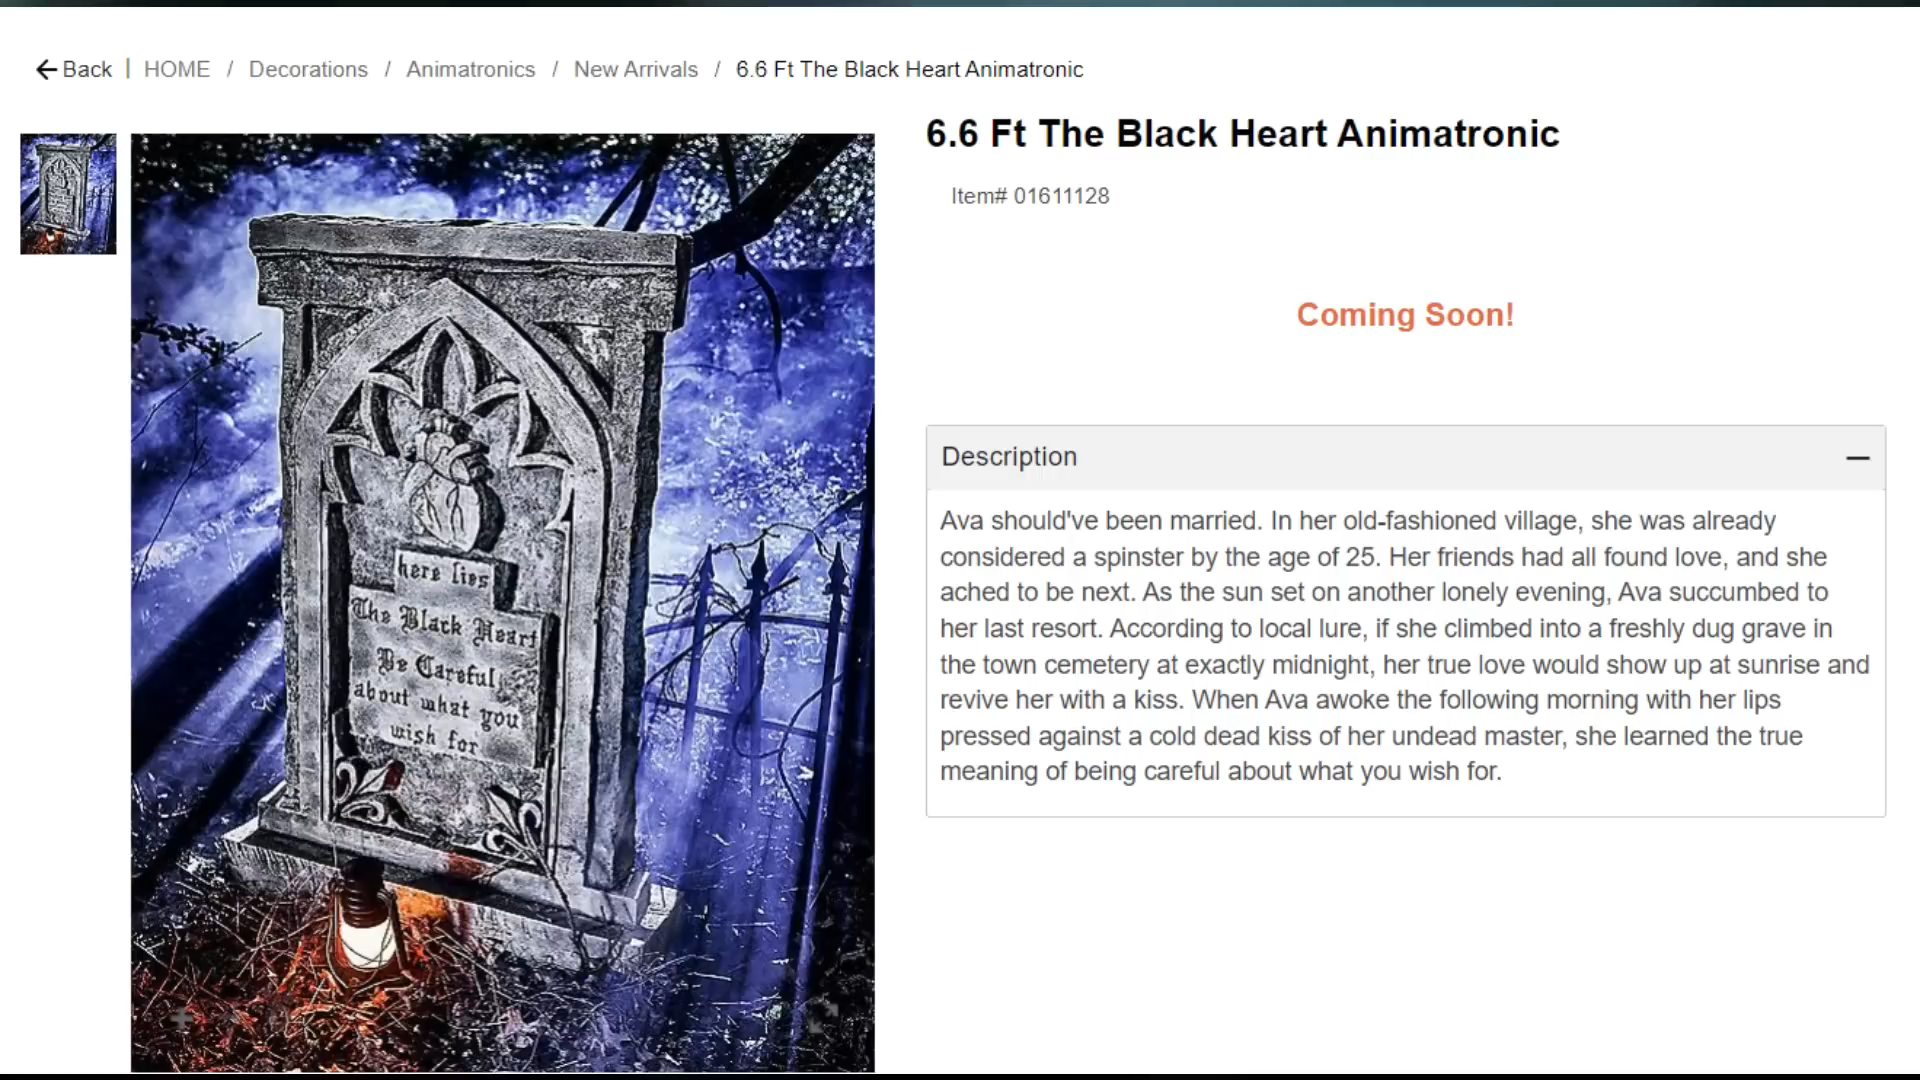 Back | HOME / Decorations / Animatronics / New Arrivals / 6.6 Ft The Black Heart Animatronic
6.6 Ft The Black Heart Animatronic
Item# 01611128
Coming Soon!
Description
Ava should've been married. In her old-fashioned village, she was already
considered a spinster by the age of 25. Her friends had all found love, and she
ached to be next. As the sun set on another lonely evening, Ava succumbed to
her last resort. According to local lure, if she climbed into a freshly dug grave in
the town cemetery at exactly midnight, her true love would show up at sunrise and
revive her with a kiss. When Ava awoke the following morning with her lips
pressed against a cold dead kiss of her undead master, she learned the true
meaning of being careful about what you wish for.
here lies
The Black Heart
Be Careful
about what you
wish for